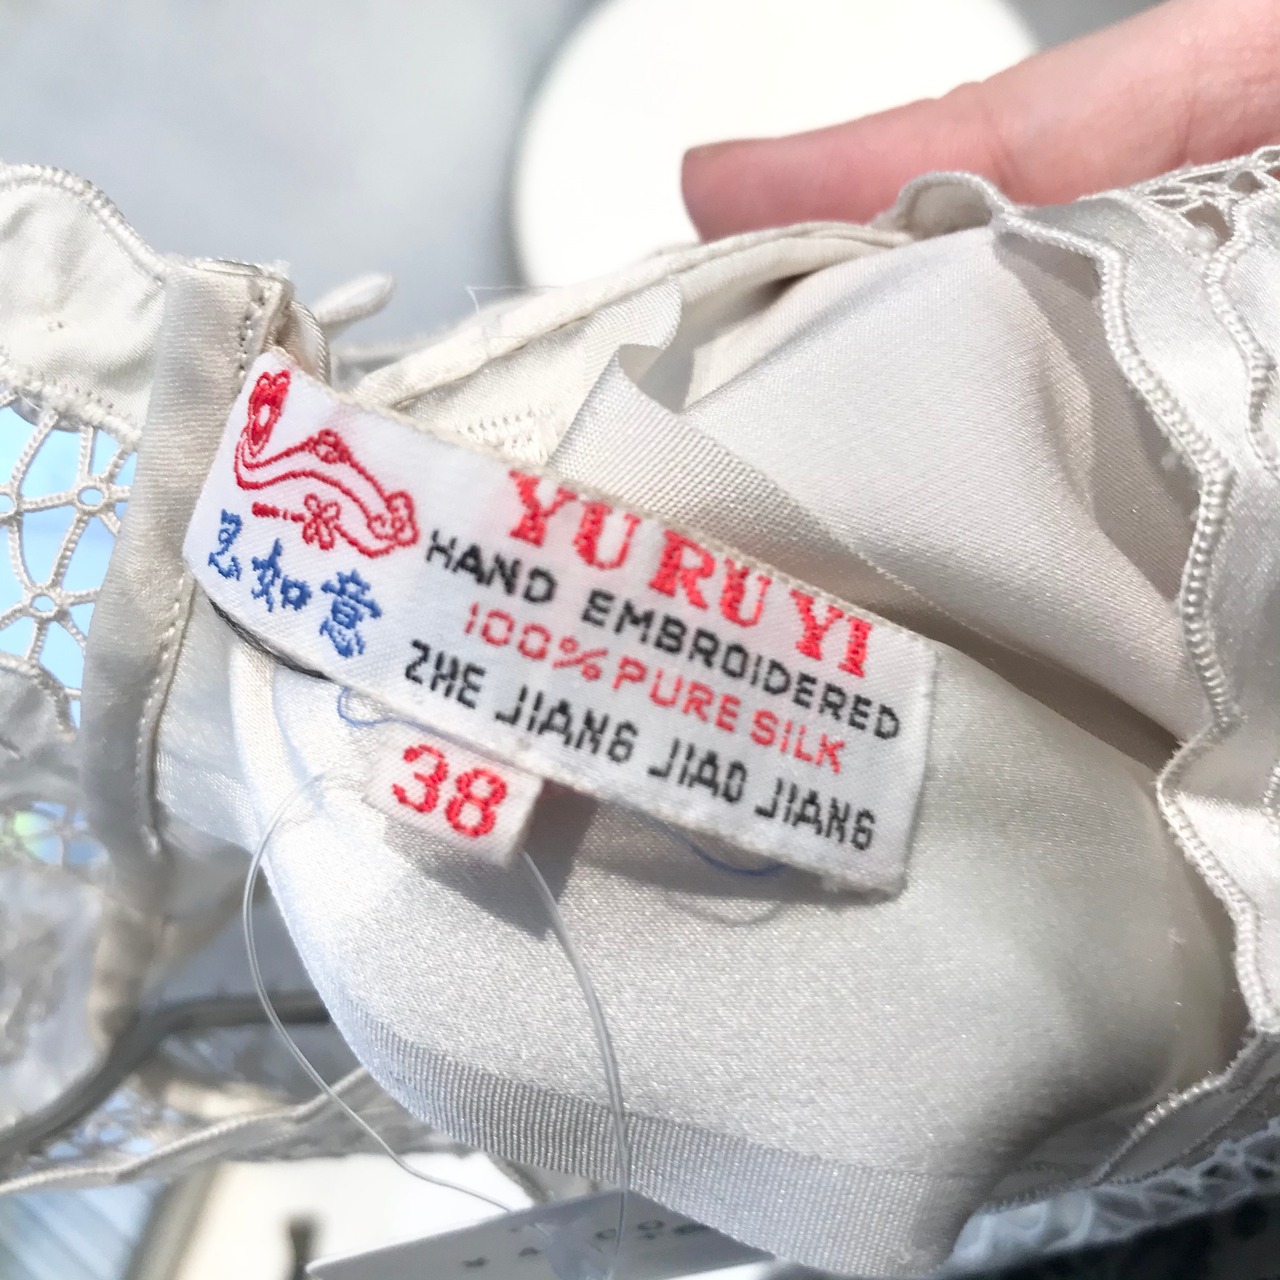 玉如意
YU RU YI
HAND EMBROIDERED
100% PURE SILK
ZHE JIANG JIAO JIANG
38